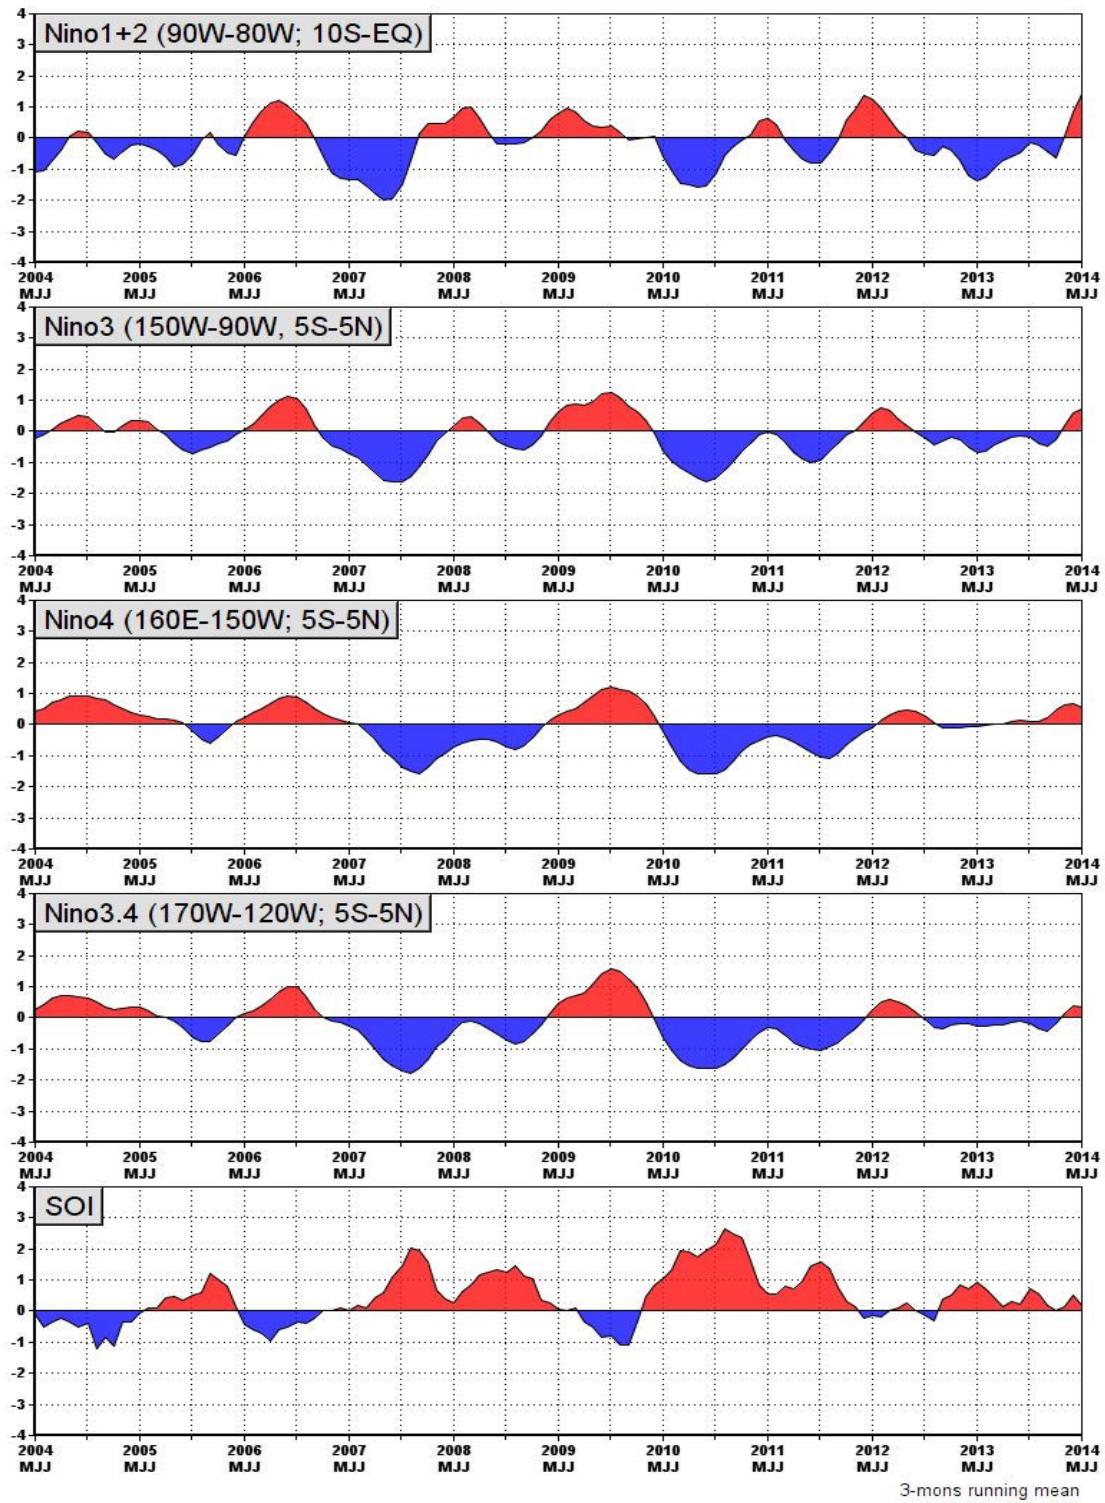 Nino1+2 (90W-80W; 10S-EQ)
4
3
2
1
0
-1
-2
-3
-4
2004 2005 2006 2007 2008 2009 2010 2011 2012 2013 2014
MJJ MJJ MJJ MJJ MJJ MJJ MJJ MJJ MJJ MJJ MJJ
Nino3 (150W-90W, 5S-5N)
4
3
2
1
0
-1
-2
-3
-4
2004 2005 2006 2007 2008 2009 2010 2011 2012 2013 2014
MJJ MJJ MJJ MJJ MJJ MJJ MJJ MJJ MJJ MJJ MJJ
Nino4 (160E-150W; 5S-5N)
4
3
2
1
0
-1
-2
-3
-4
2004 2005 2006 2007 2008 2009 2010 2011 2012 2013 2014
MJJ MJJ MJJ MJJ MJJ MJJ MJJ MJJ MJJ MJJ MJJ
Nino3.4 (170W-120W; 5S-5N)
4
3
2
1
0
-1
-2
-3
-4
2004 2005 2006 2007 2008 2009 2010 2011 2012 2013 2014
MJJ MJJ MJJ MJJ MJJ MJJ MJJ MJJ MJJ MJJ MJJ
SOI
4
3
2
1
0
-1
-2
-3
-4
2004 2005 2006 2007 2008 2009 2010 2011 2012 2013 2014
MJJ MJJ MJJ MJJ MJJ MJJ MJJ MJJ MJJ MJJ MJJ
3-mons running mean